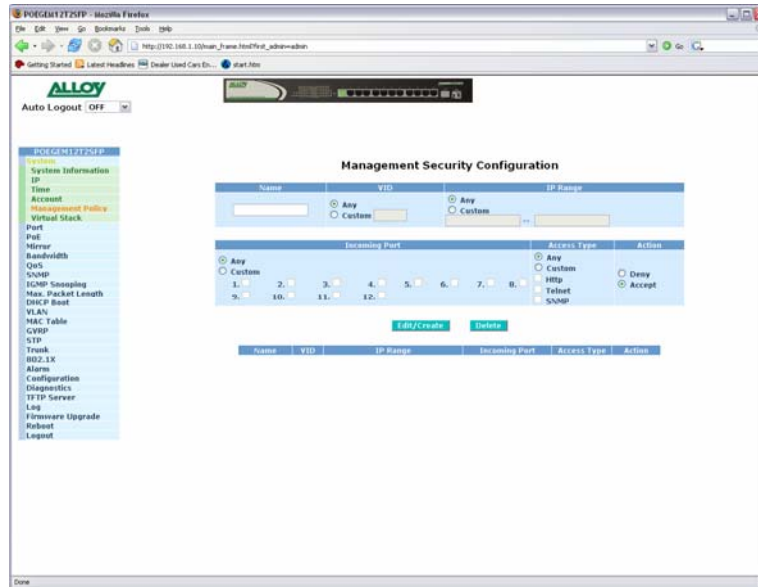 POEGEM12T2SFP - Mozilla Firefox
File Edit View Go Bookmarks Tools Help
http://192.168.1.10/main_frame.html?first_admin=admin
Go
Getting Started Latest Headlines Dealer Used Cars En... start.htm
ALLOY
Auto Logout OFF
POEGEM12T2SFP
System
System Information
IP
Time
Account
Management Policy
Virtual Stack
Port
PoE
Mirror
Bandwidth
QoS
SNMP
IGMP Snooping
Max. Packet Length
DHCP Boot
VLAN
MAC Table
GVRP
STP
Trunk
802.1X
Alarm
Configuration
Diagnostics
TFTP Server
Log
Firmware Upgrade
Reboot
Logout
Management Security Configuration
Name VID IP Range
Any Any
Custom Custom
Incoming Port Access Type Action
Any
Custom
1. 2. 3. 4. 5. 6. 7. 8.
9. 10. 11. 12.
Any
Custom
Http
Telnet
SNMP
Deny
Accept
Edit/Create Delete
Name VID IP Range Incoming Port Access Type Action
Done